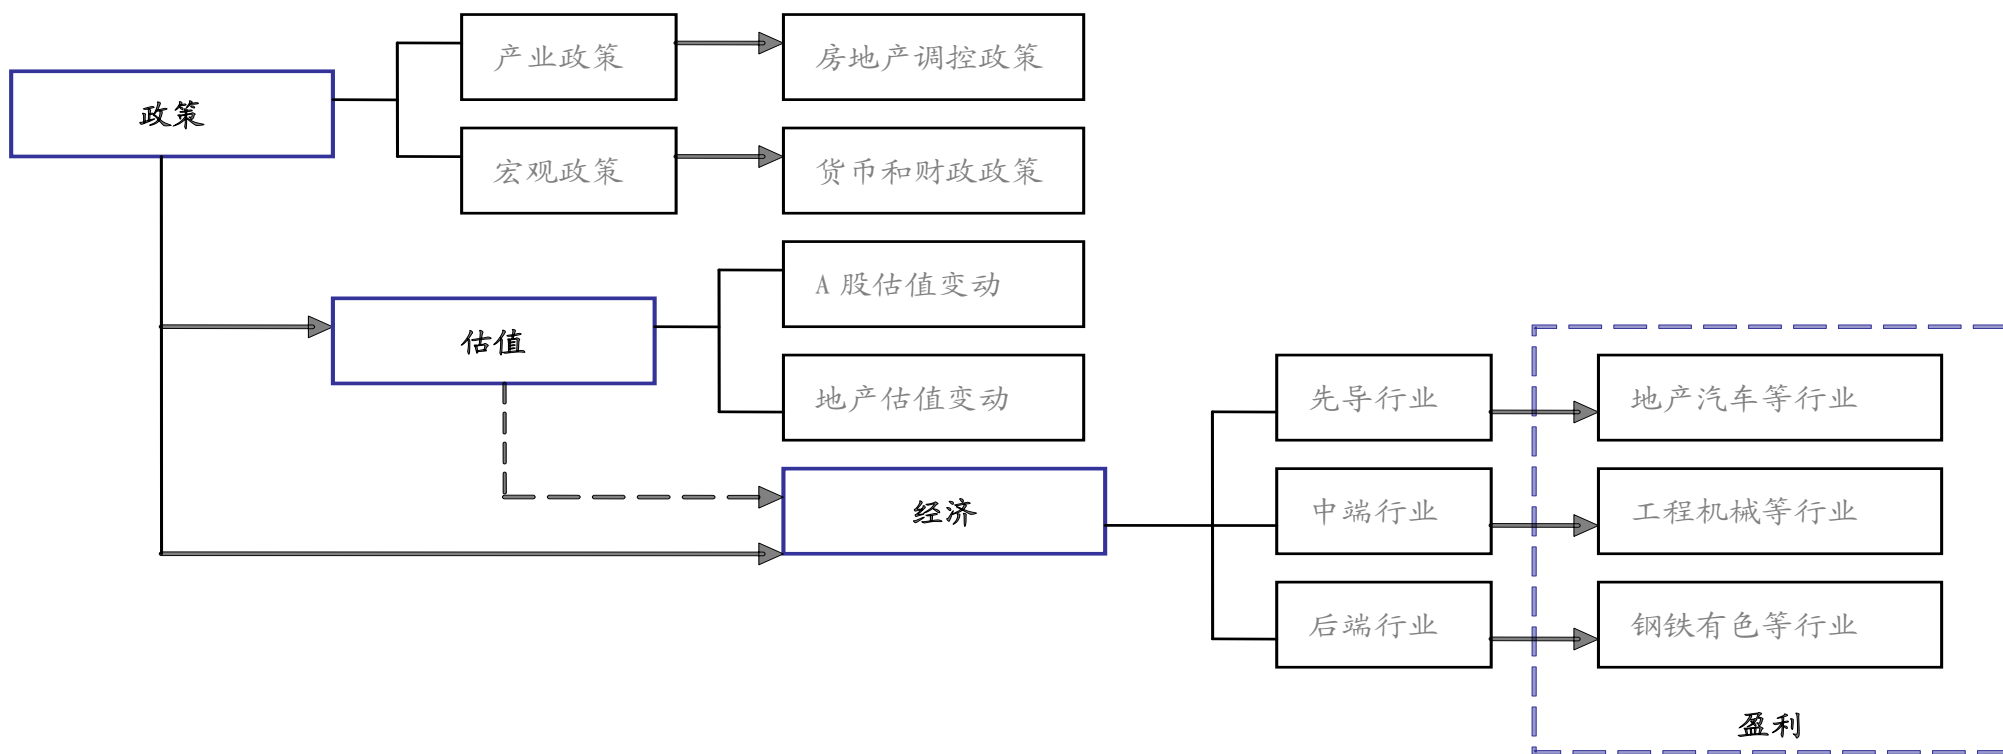 产业政策
房地产调控政策
政策
宏观政策
货币和财政政策
A 股估值变动
估值
地产估值变动
先导行业
地产汽车等行业
经济
中端行业
工程机械等行业
后端行业
钢铁有色等行业
盈利